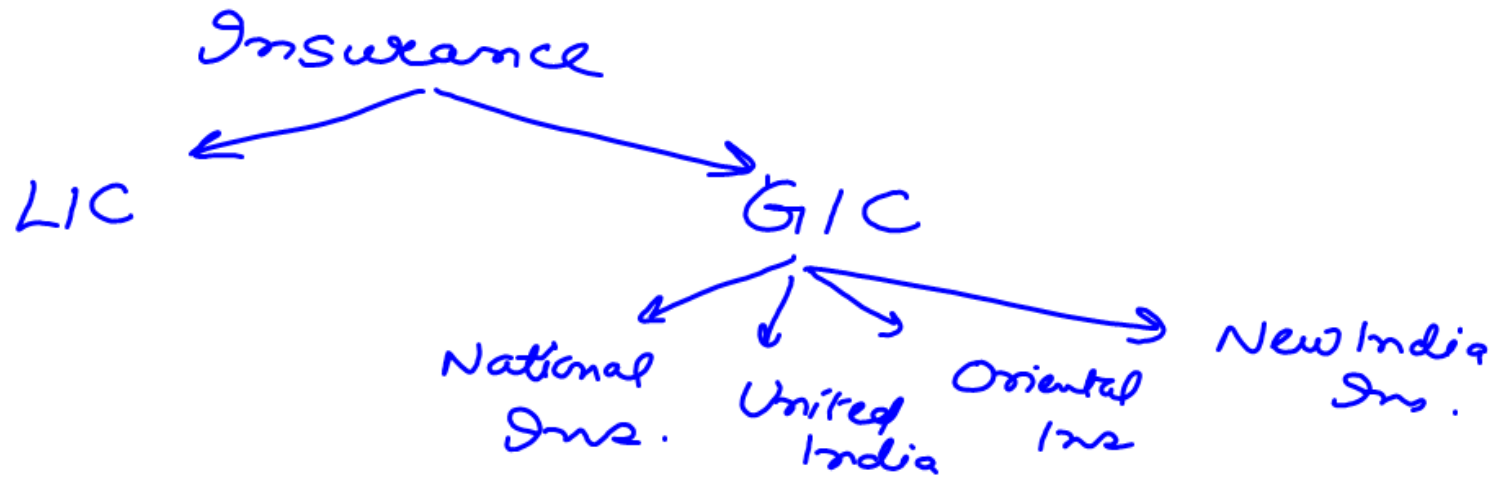 Insurance
LIC
GIC
National
Ins.
United
India
Oriental
Ins
New India
Ins.